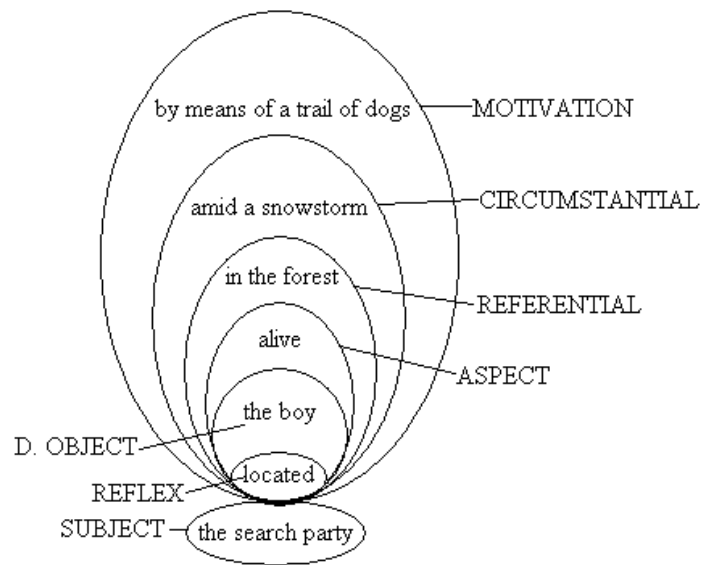 by means of a trail of dogs MOTIVATION
amid a snowstorm CIRCUMSTANTIAL
in the forest
REFERENTIAL
alive
ASPECT
the boy
D. OBJECT
located
REFLEX
SUBJECT the search party